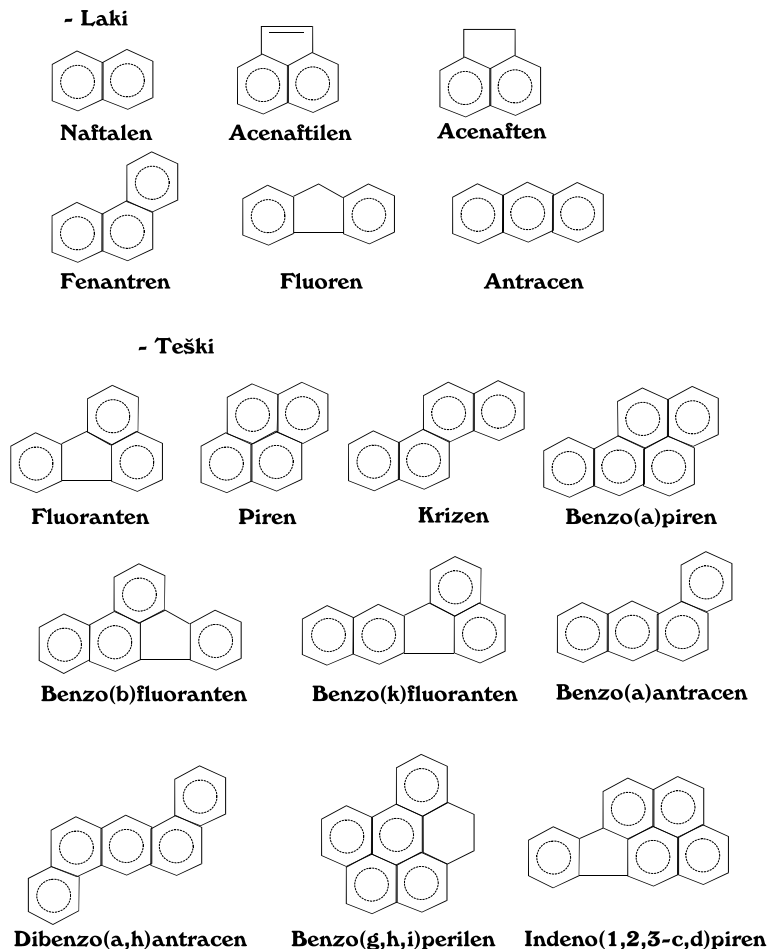 - Laki
Naftalen Acenaftilen Acenaften
Fenantren Fluoren Antracen
- Teški
Fluoranten Piren Krizen Benzo(a)piren
Benzo(b)fluoranten Benzo(k)fluoranten Benzo(a)antracen
Dibenzo(a,h)antracen Benzo(g,h,i)perilen Indeno(1,2,3-c,d)piren